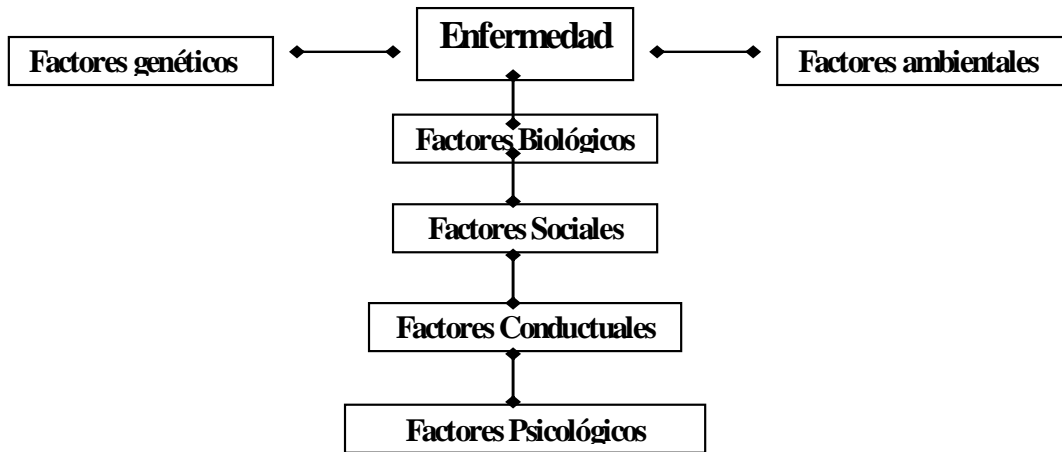 Enfermedad
Factores genéticos
Factores ambientales
Factores Biológicos
Factores Sociales
Factores Conductuales
Factores Psicológicos